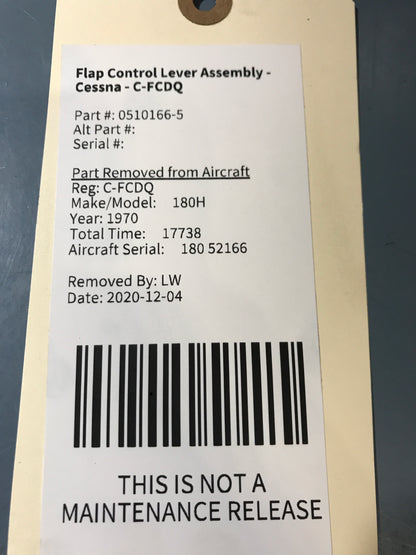 Flap Control Lever Assembly -
Cessna - C-FCDQ
Part #: 0510166-5
Alt Part #:
Serial #:
Part Removed from Aircraft
Reg: C-FCDQ
Make/Model: 180H
Year: 1970
Total Time: 17738
Aircraft Serial: 180 52166
Removed By: LW
Date: 2020-12-04
THIS IS NOT A
MAINTENANCE RELEASE